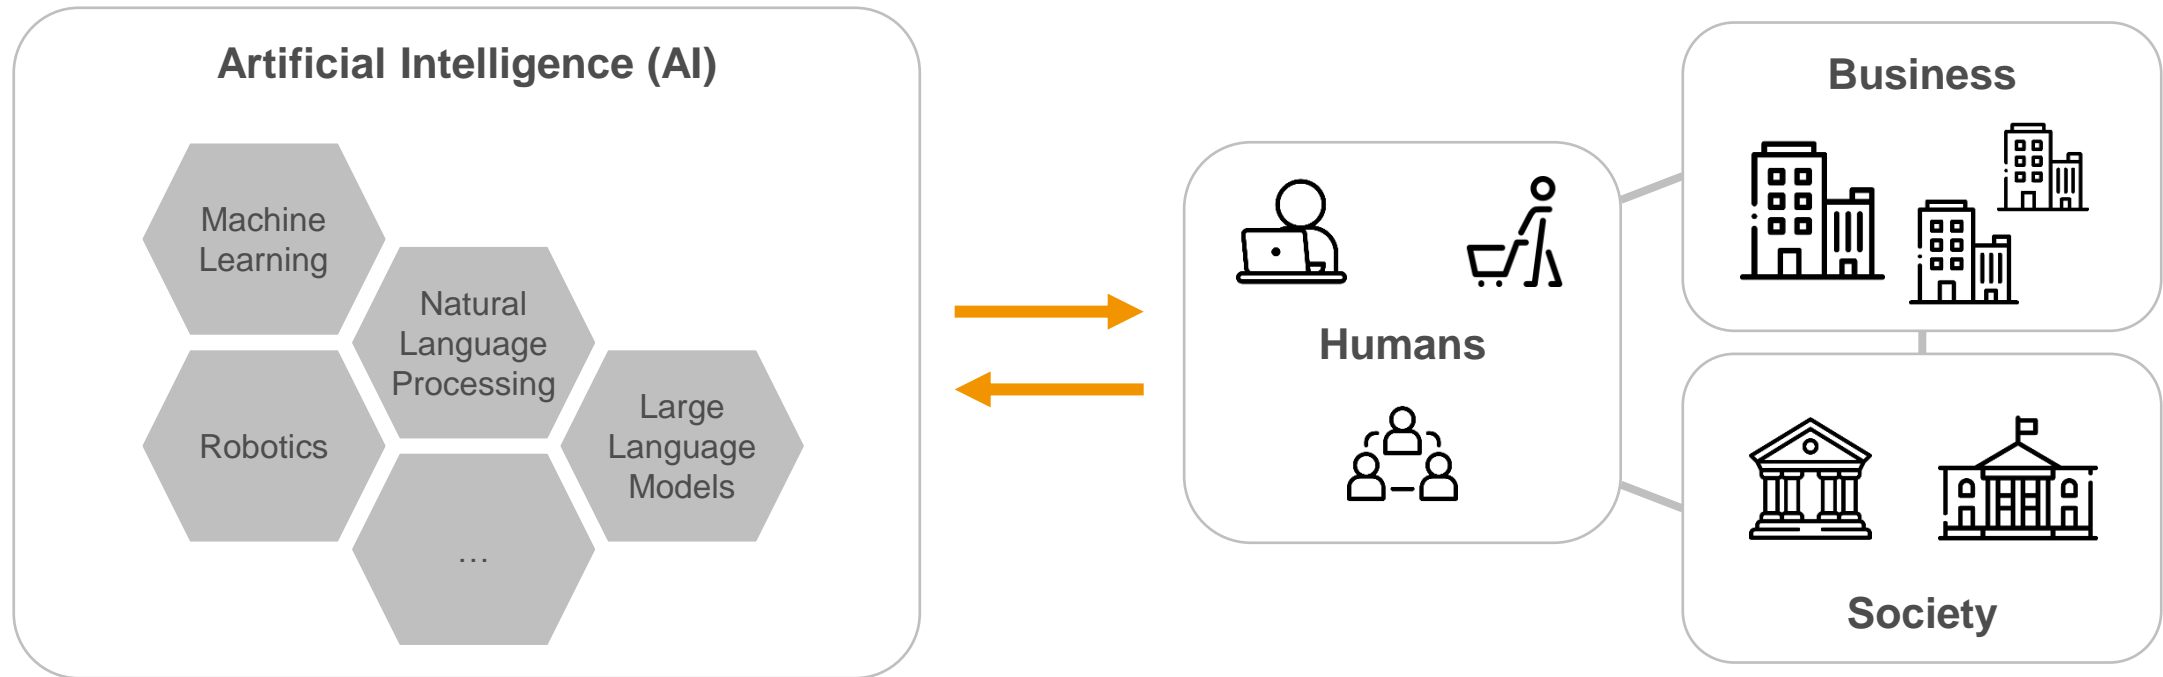 Artificial Intelligence (AI)
Machine
Learning
Natural
Language
Processing
Robotics
Large
Language
Models
…
Humans
Business
Society